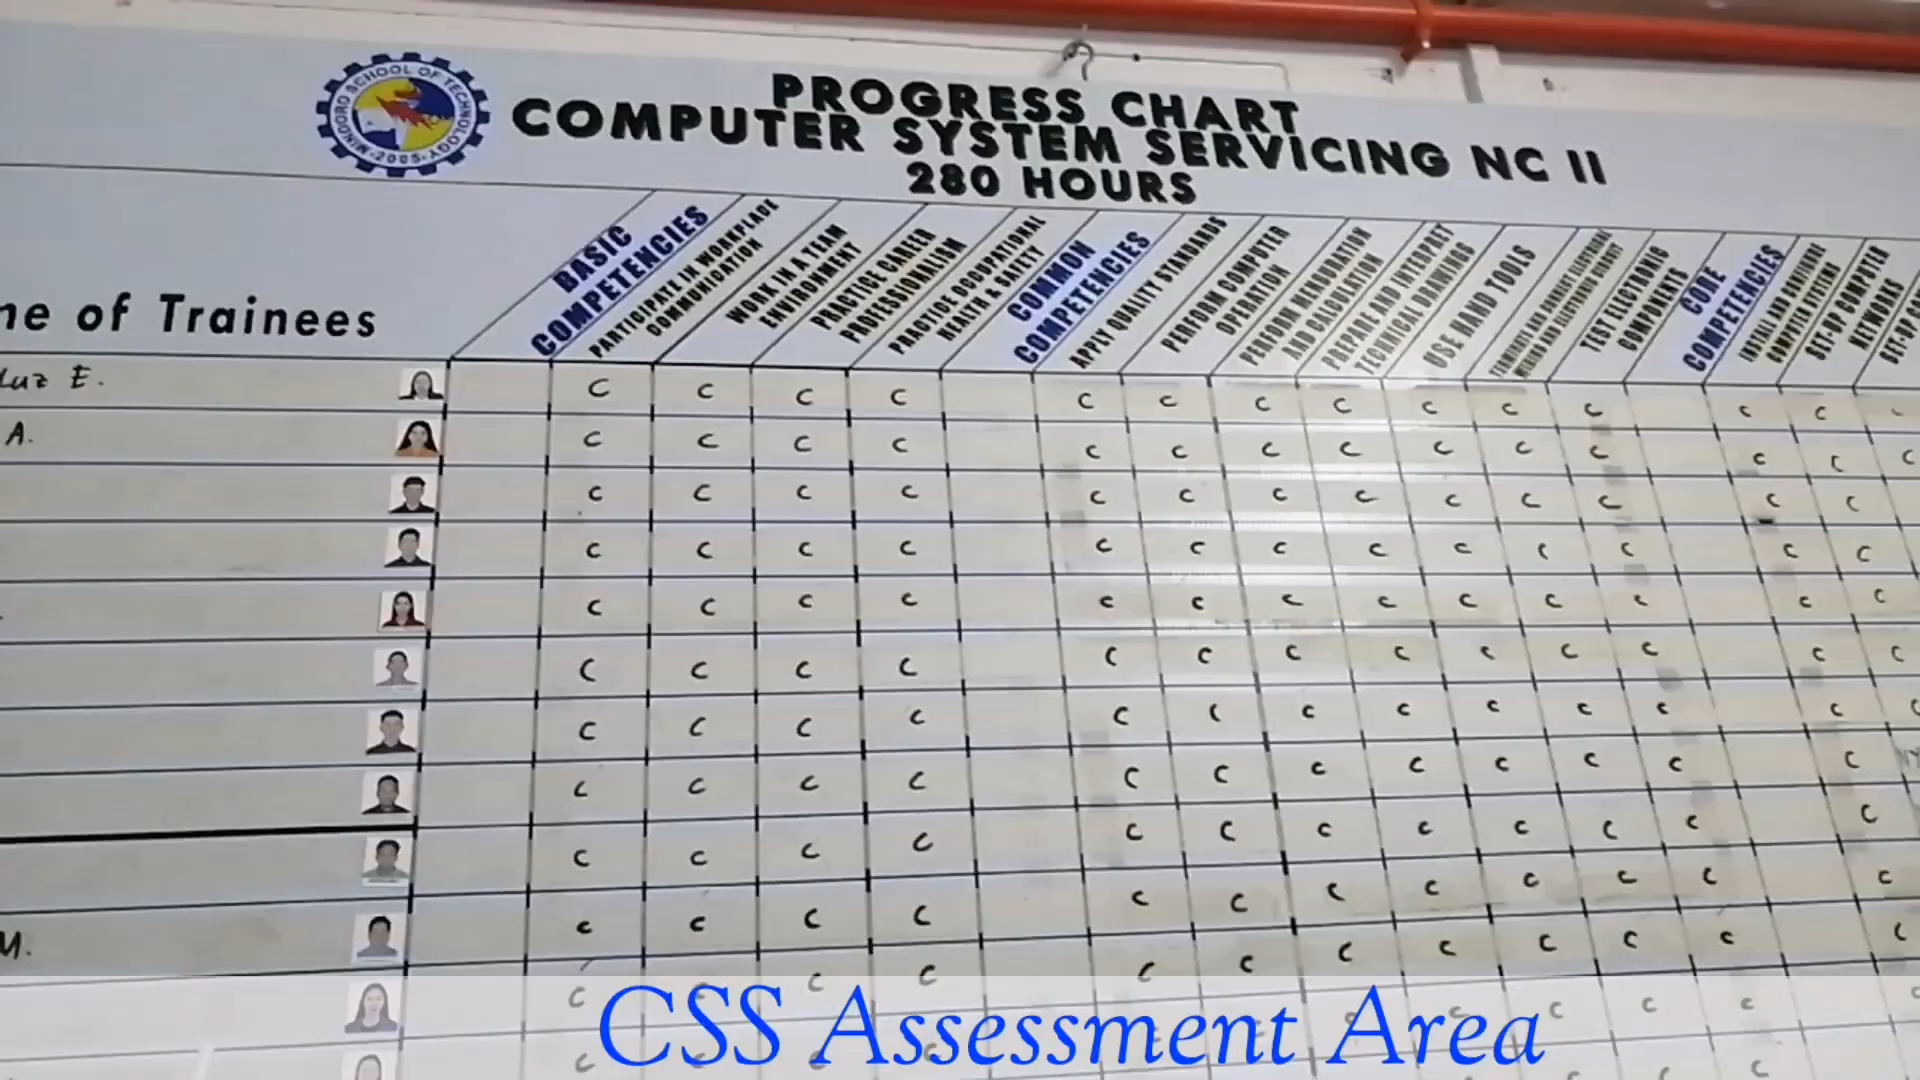 MINDORO SCHOOL OF TECHNOLOGY
2005
PROGRESS CHART
COMPUTER SYSTEM SERVICING NC II
280 HOURS
of Trainees
BASIC
COMPETENCIES
PARTICIPATE IN WORKPLACE
COMMUNICATION
WORK IN A TEAM
ENVIRONMENT
PRACTICE CAREER
PROFESSIONALISM
PRACTICE OCCUPATIONAL
HEALTH & SAFETY
COMMON
COMPETENCIES
APPLY QUALITY STANDARDS
PERFORM COMPUTER
OPERATION
PERFORM MENSURATION
AND CALCULATION
PREPARE AND INTERPRET
TECHNICAL DRAWINGS
USE HAND TOOLS
TEST ELECTRONIC
COMPONENTS
CORE
COMPETENCIES
INSTALL AND CONFIGURE
COMPUTER SYSTEMS
SET-UP COMPUTER
NETWORKS
SET-UP
Luz E. C C C C C C C C C C C C C
A. C C C C C C C C C C C C C C
C C C C C C C C C C C C C
C C C C C C C C C C C C C
C C C C C C C C C C C C C
C C C C C C C C C C C C C
C C C C C C C C C C C C C
C C C C C C C C C C C C
C C C C C C C C C C C C
M. C C C C C C C C C C C C
C C C C C C C C C
CSS Assessment Area